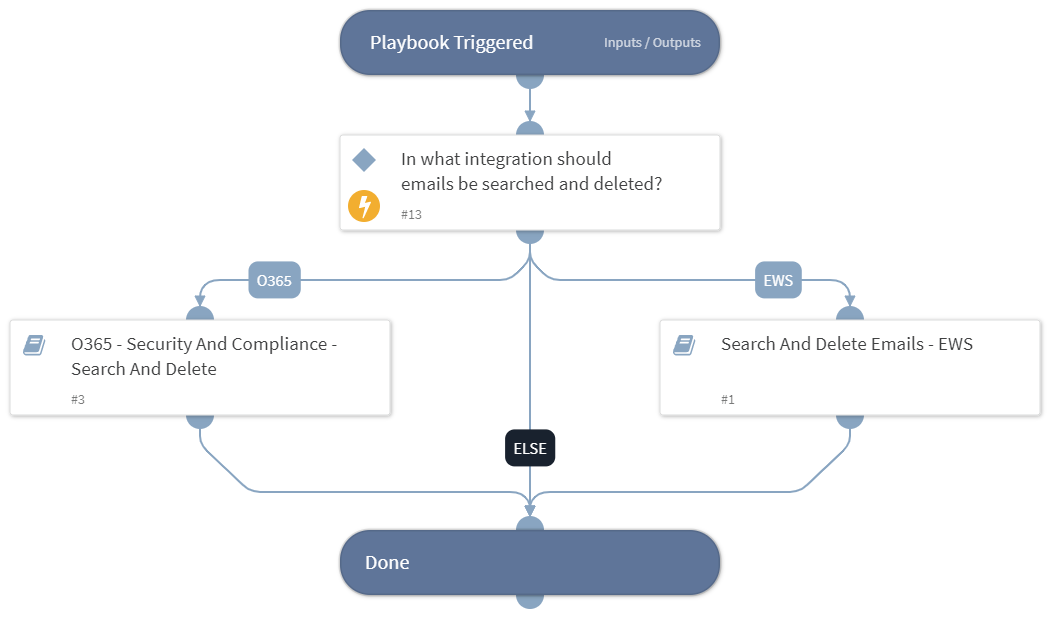 Playbook Triggered
Inputs / Outputs
In what integration should
emails be searched and deleted?
#13
O365
EWS
O365 - Security And Compliance -
Search And Delete
#3
Search And Delete Emails - EWS
#1
ELSE
Done